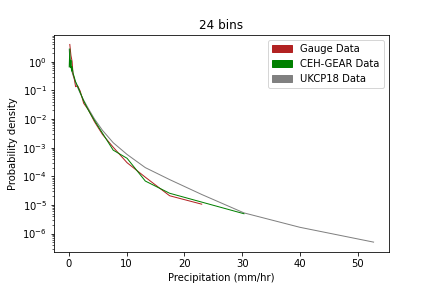 24 bins
Gauge Data
CEH-GEAR Data
UKCP18 Data
Probability density
10⁰
10⁻¹
10⁻²
10⁻³
10⁻⁴
10⁻⁵
10⁻⁶
0 10 20 30 40 50
Precipitation (mm/hr)